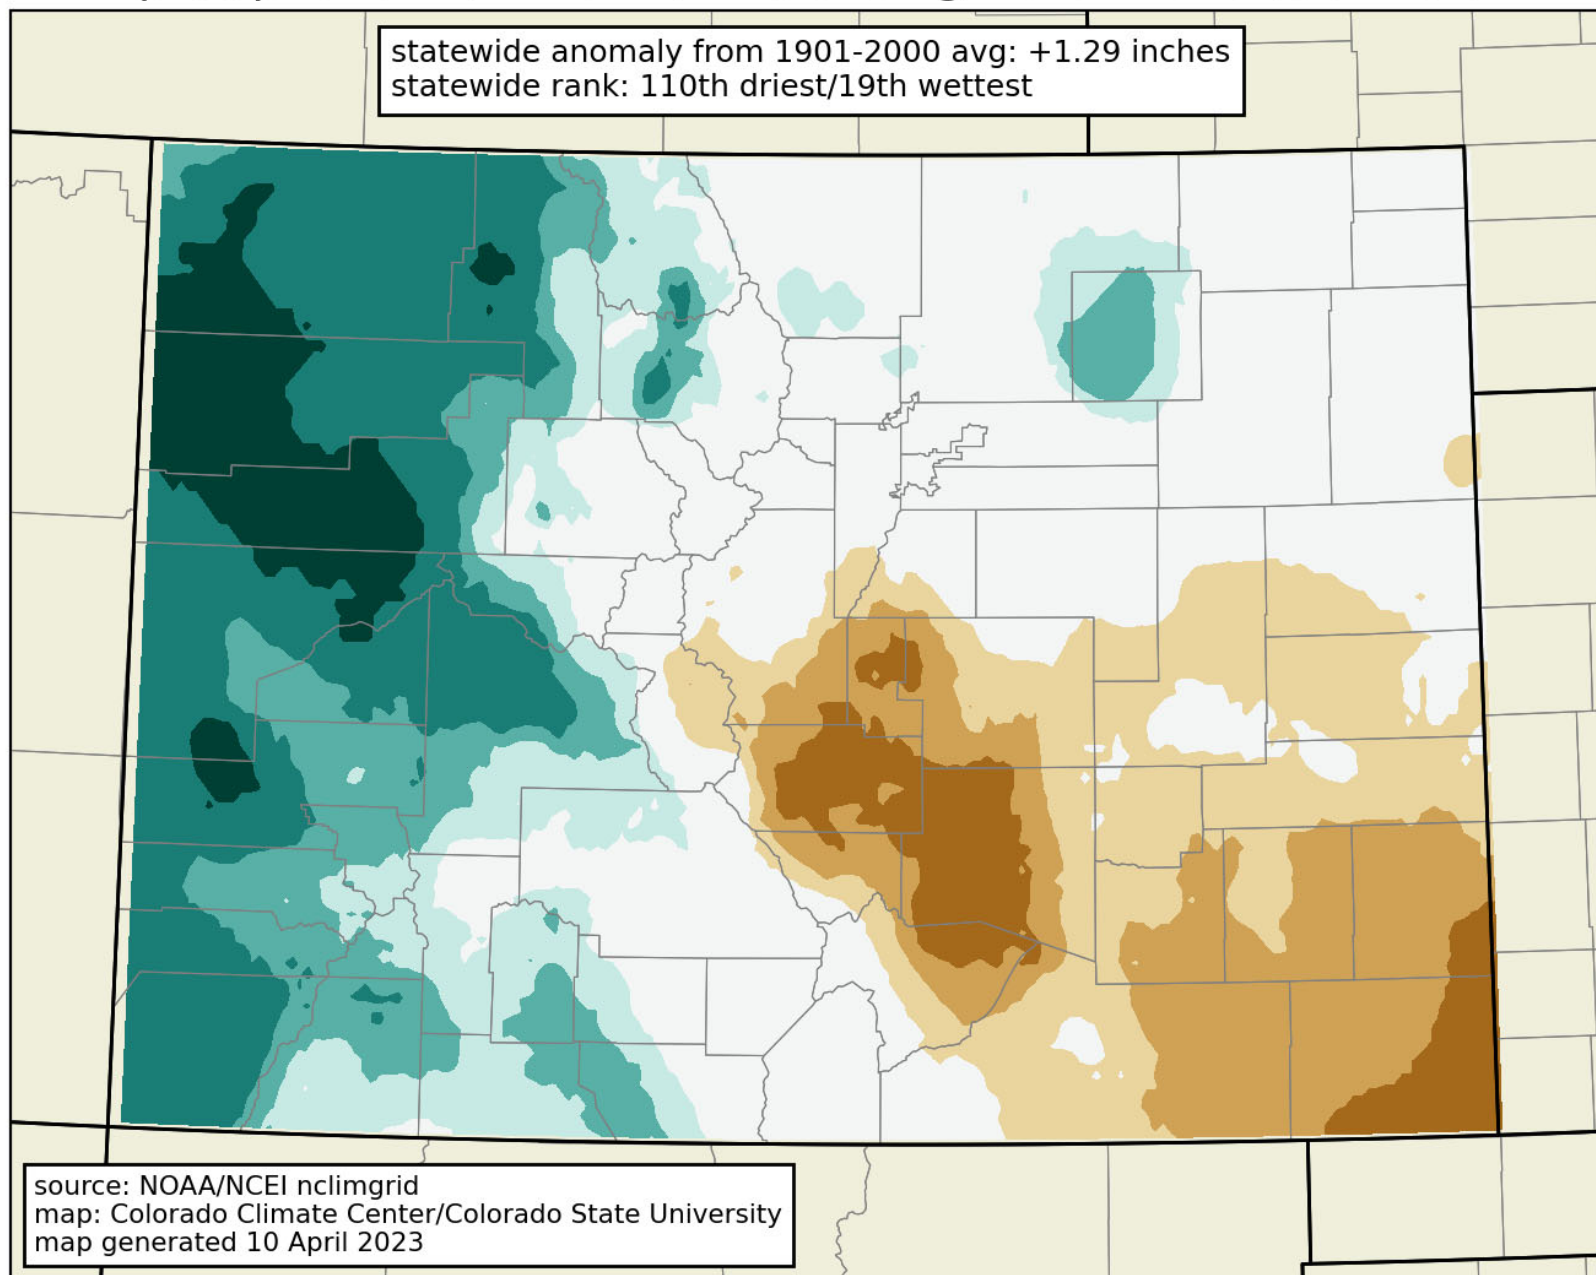 statewide anomaly from 1901-2000 avg: +1.29 inches
statewide rank: 110th driest/19th wettest
source: NOAA/NCEI nclimgrid
map: Colorado Climate Center/Colorado State University
map generated 10 April 2023